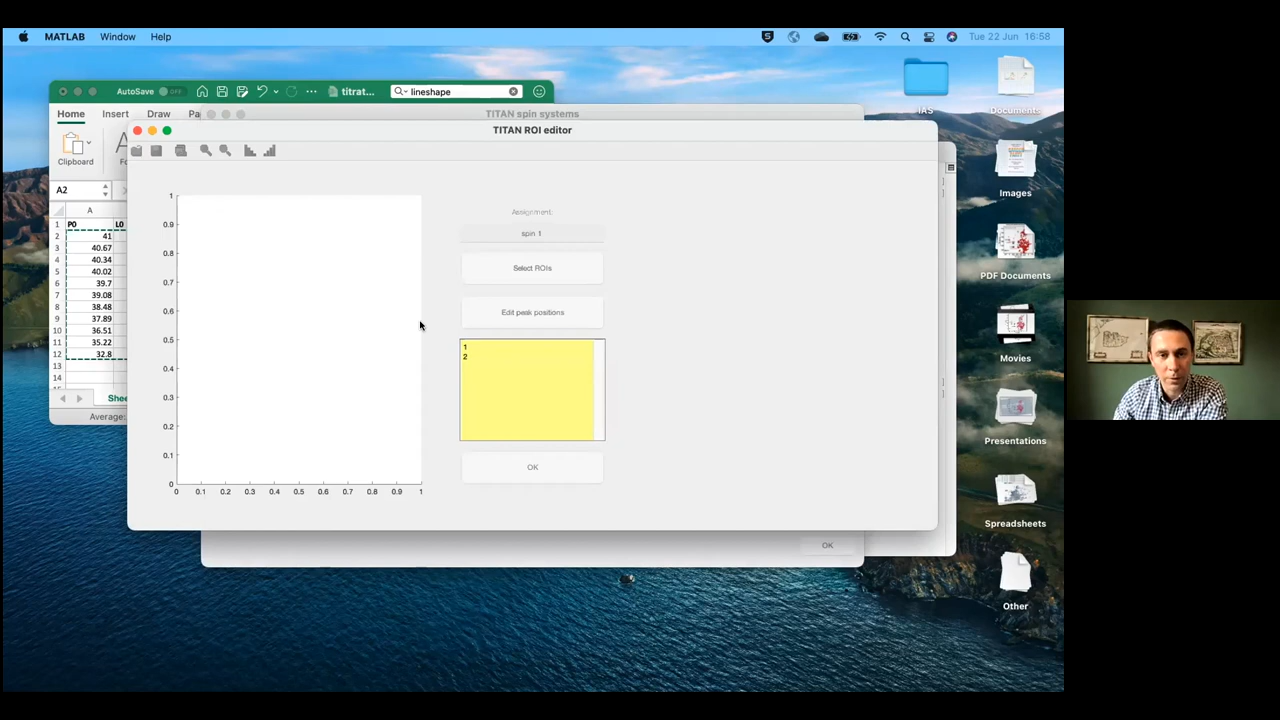 MATLAB Window Help
Tue 22 Jun 16:58
AutoSave OFF
titrat...
lineshape
Home Insert Draw Pa
TITAN spin systems
TITAN ROI editor
Clipboard
A2
A
1 P0 L0
2 41
3 40.67
4 40.34
5 40.02
6 39.7
7 39.08
8 38.48
9 37.89
10 36.51
11 35.22
12 32.8
13
14
Shee
Average:
1
0.9
0.8
0.7
0.6
0.5
0.4
0.3
0.2
0.1
0
0 0.1 0.2 0.3 0.4 0.5 0.6 0.7 0.8 0.9 1
Assignment:
spin 1
Select ROIs
Edit peak positions
1
2
OK
OK
IAS
Documents
Images
PDF Documents
Movies
Presentations
Spreadsheets
Other